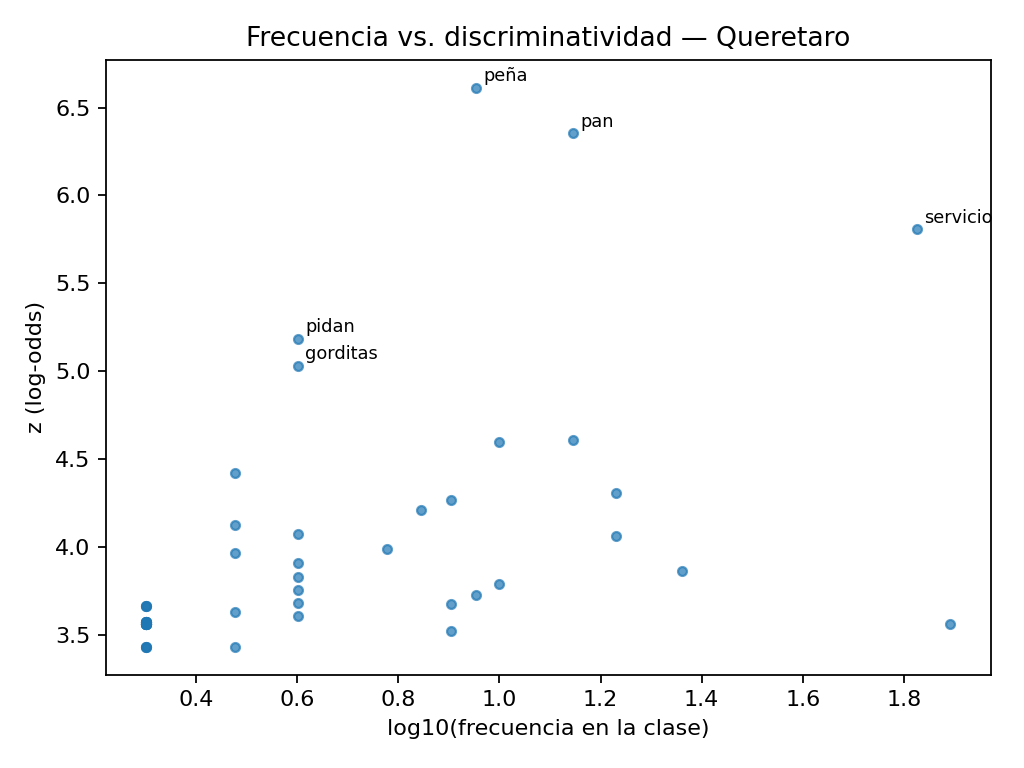 Frecuencia vs. discriminatividad — Queretaro
peña
pan
servicio
pidan
gorditas
6.5
6.0
5.5
5.0
4.5
4.0
3.5
z (log-odds)
0.4 0.6 0.8 1.0 1.2 1.4 1.6 1.8
log10(frecuencia en la clase)